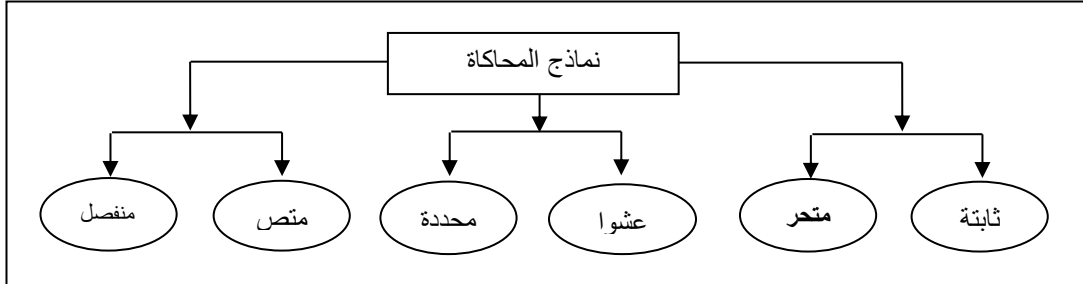 نماذج المحاكاة
ثابتة
متحر
عشوا
محددة
متص
منفصل